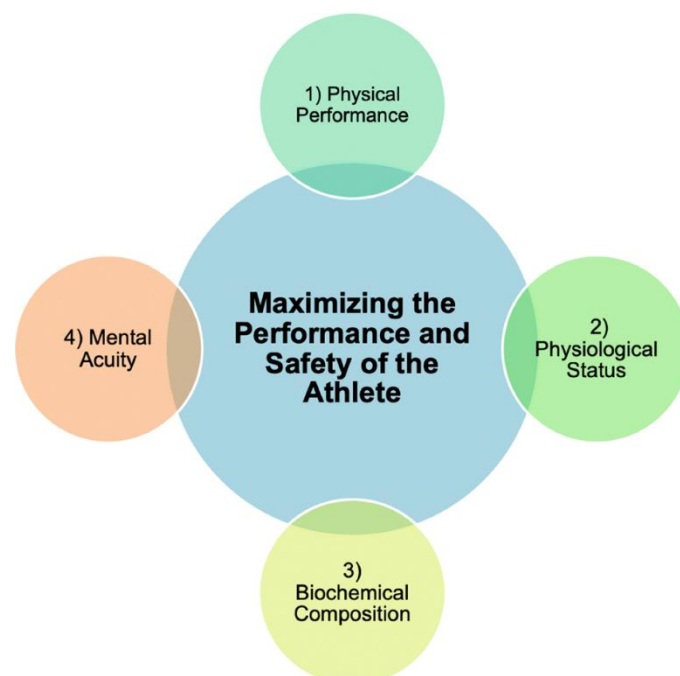 1) Physical
Performance
Maximizing the
Performance and
Safety of the
Athlete
2)
Physiological
Status
3)
Biochemical
Composition
4) Mental
Acuity